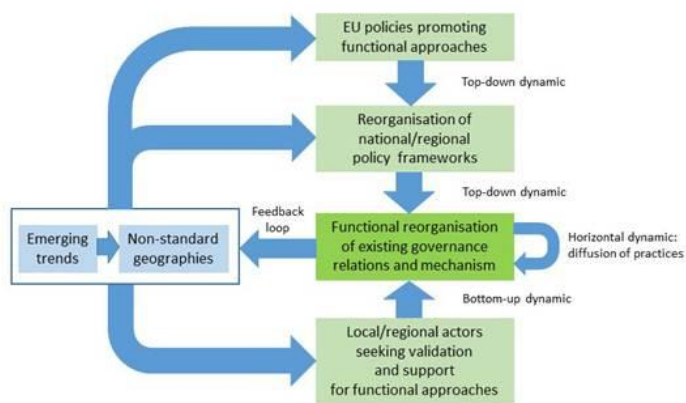 EU policies promoting
functional approaches
Top-down dynamic
Reorganisation of
national/regional
policy frameworks
Top-down dynamic
Feedback
loop
Emerging
trends
Non-standard
geographies
Functional reorganisation
of existing governance
relations and mechanism
Horizontal dynamic:
diffusion of practices
Bottom-up dynamic
Local/regional actors
seeking validation
and support
for functional approaches